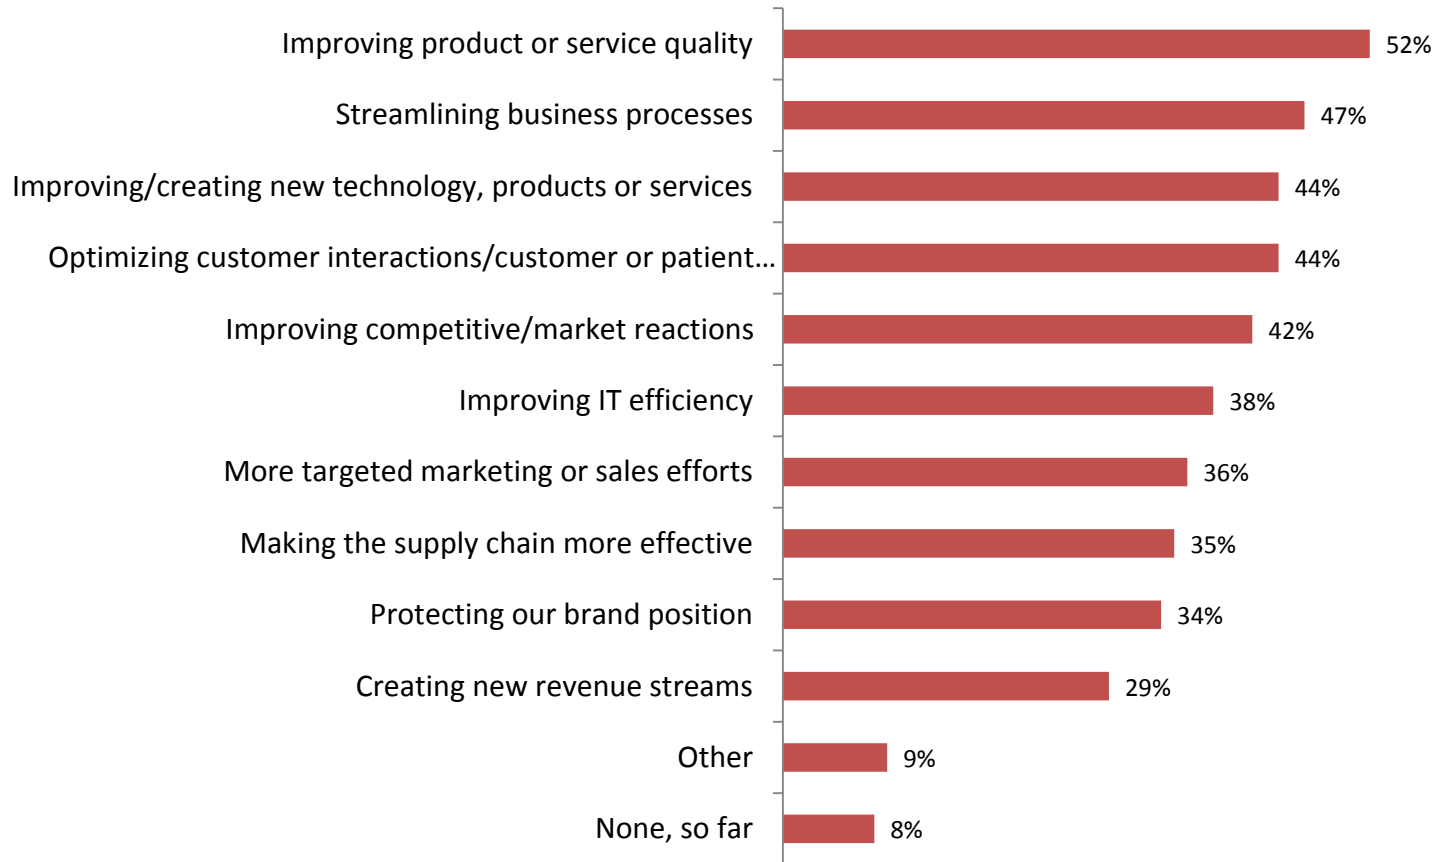 Improving product or service quality 52%
Streamlining business processes 47%
Improving/creating new technology, products or services 44%
Optimizing customer interactions/customer or patient... 44%
Improving competitive/market reactions 42%
Improving IT efficiency 38%
More targeted marketing or sales efforts 36%
Making the supply chain more effective 35%
Protecting our brand position 34%
Creating new revenue streams 29%
Other 9%
None, so far 8%